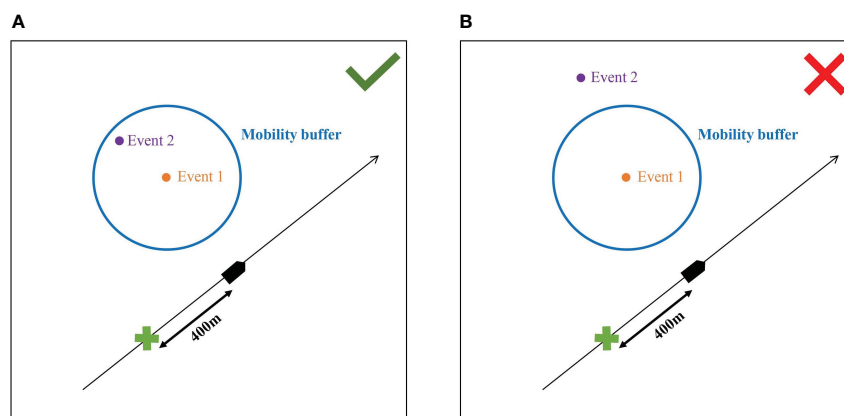 A
Event 2
Mobility buffer
Event 1
400m
B
Event 2
Mobility buffer
Event 1
400m